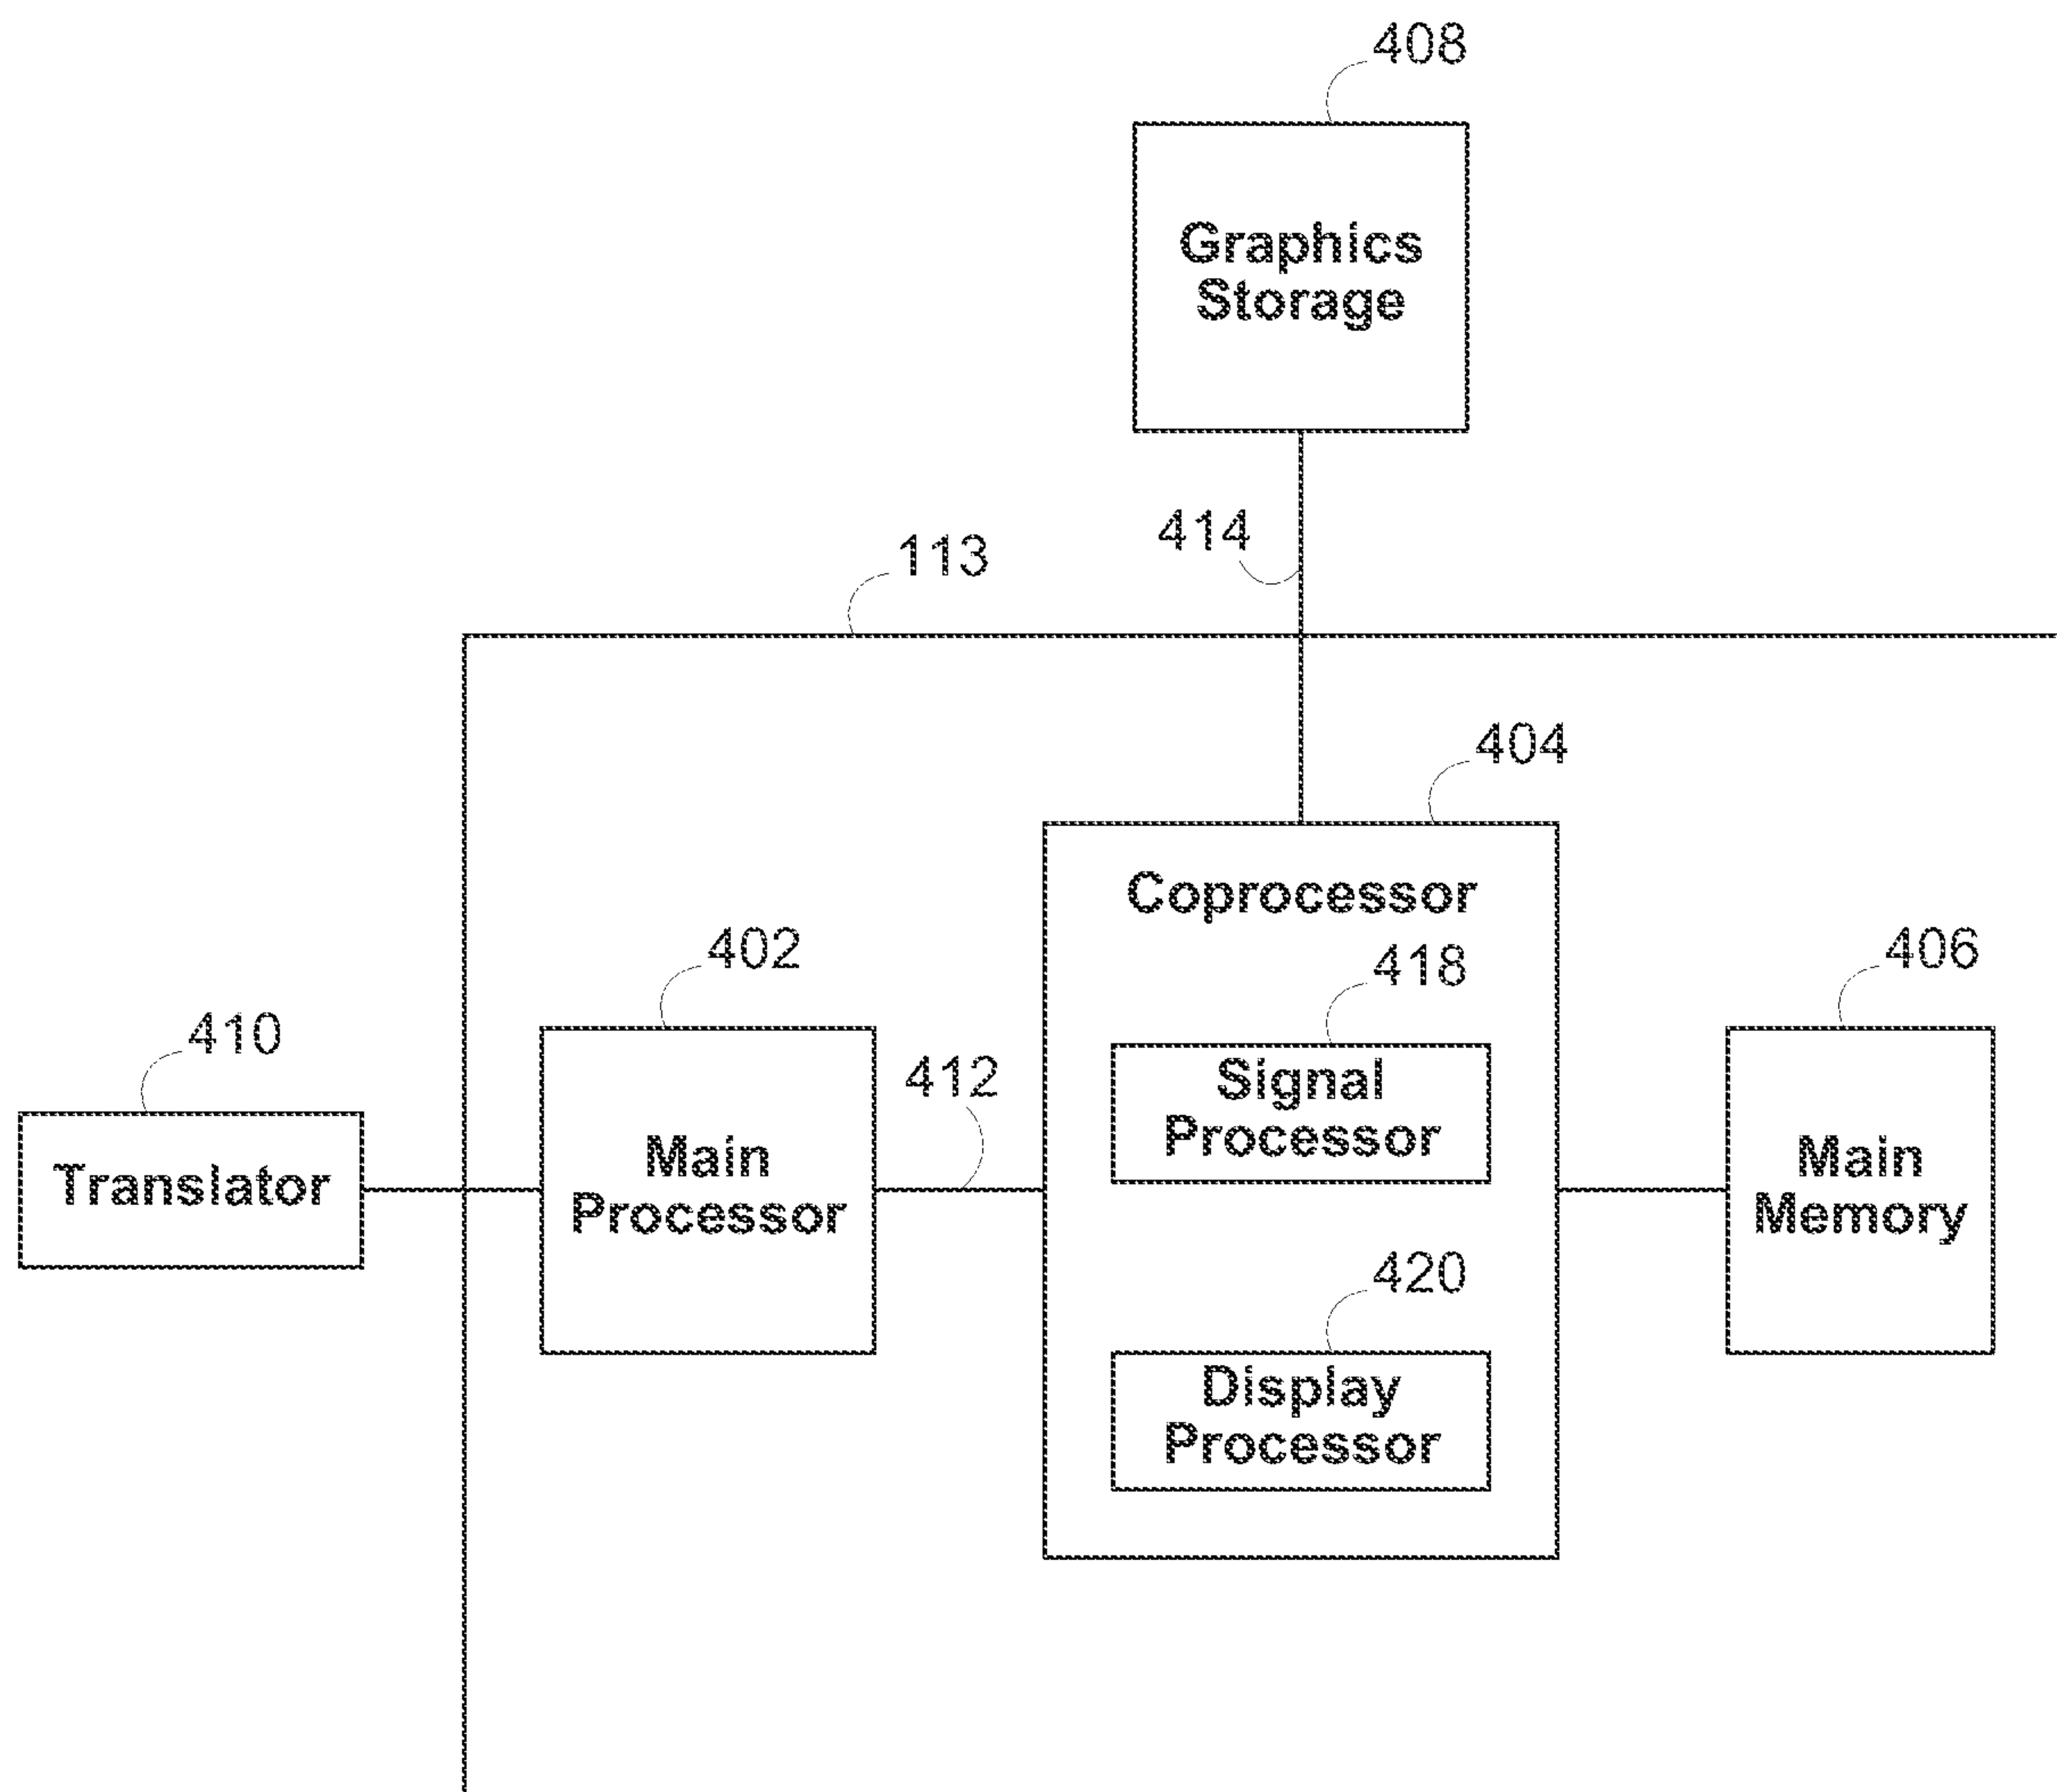 408
Graphics
Storage
414
113
404
Coprocessor
402
418
406
410
412
Signal
Processor
Main
Processor
Main
Memory
Translator
420
Display
Processor